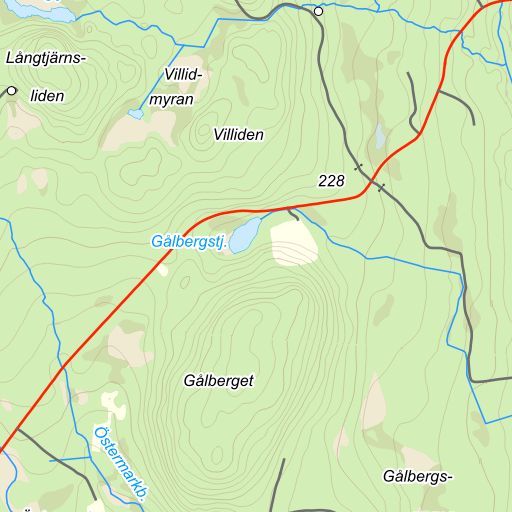 Långtjärns-
liden
Villid-
myran
Villiden
228
Gålbergstj.
Gålberget
Östermarkb.
Gålbergs-